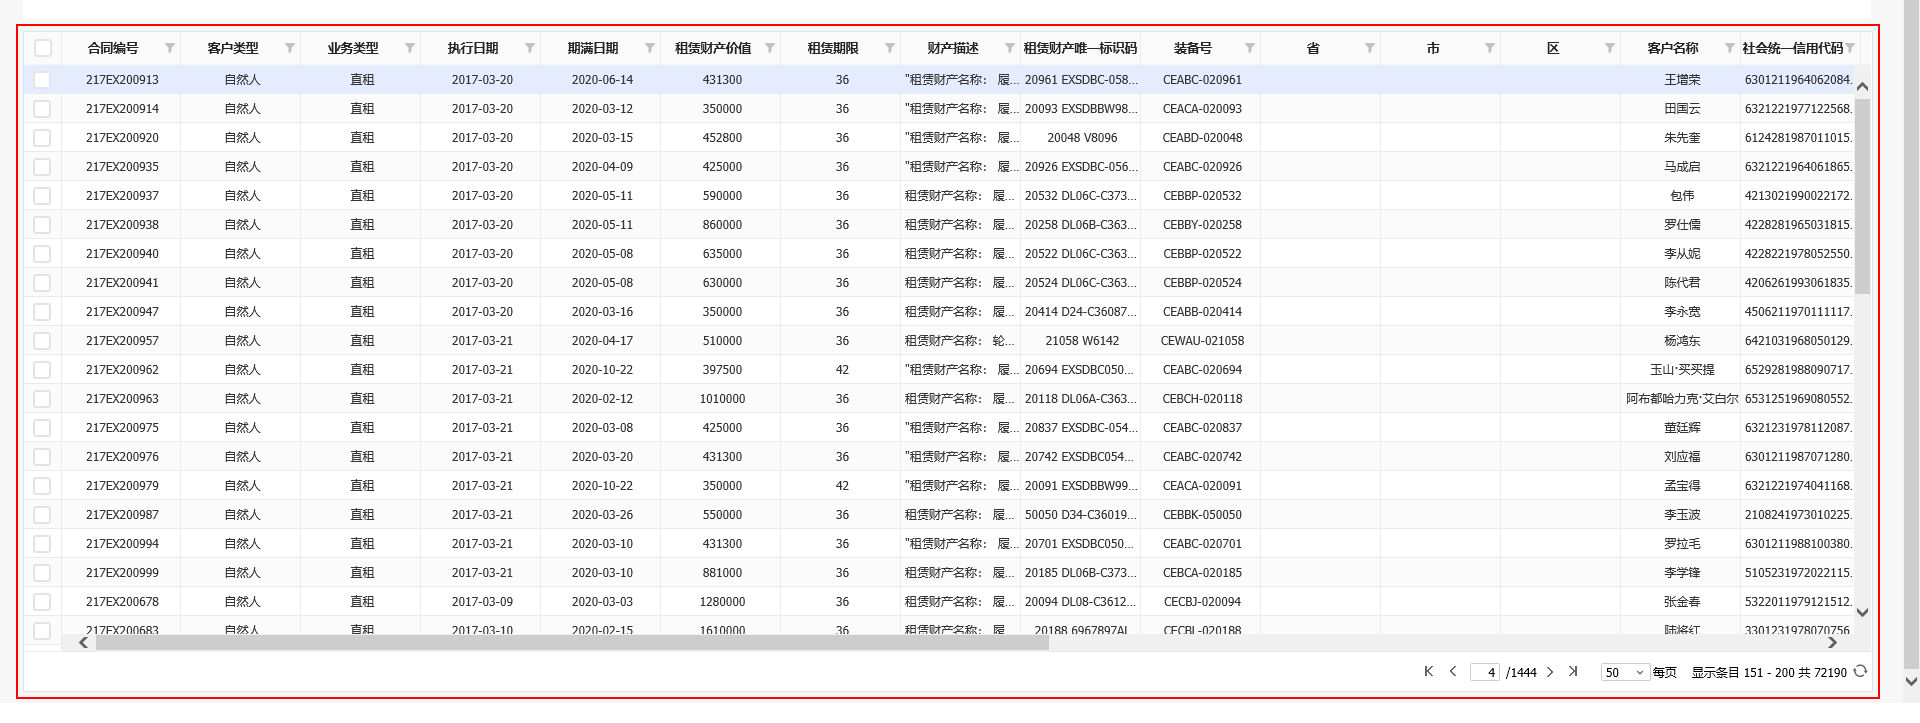 合同编号 客户类型 业务类型 执行日期 期满日期 租赁财产价值 租赁期限 财产描述 租赁财产唯一标识码 装备号 省 市 区 客户名称 社会统一信用代码
217EX200913 自然人 直租 2017-03-20 2020-06-14 431300 36 "租赁财产名称： 履... 20961 EXSDBC-058... CEABC-020961 王增荣 6301211964062084.
217EX200914 自然人 直租 2017-03-20 2020-03-12 350000 36 "租赁财产名称： 履... 20093 EXSDBBW98... CEACA-020093 田国云 6321221977122568.
217EX200920 自然人 直租 2017-03-20 2020-03-15 452800 36 "租赁财产名称： 履... 20048 V8096 CEABD-020048 朱先奎 6124281987011015.
217EX200935 自然人 直租 2017-03-20 2020-04-09 425000 36 "租赁财产名称： 履... 20926 EXSDBC-056... CEABC-020926 马成启 6321221964061865.
217EX200937 自然人 直租 2017-03-20 2020-05-11 590000 36 租赁财产名称： 履... 20532 DL06C-C373... CEBBP-020532 包伟 4213021990022172.
217EX200938 自然人 直租 2017-03-20 2020-05-11 860000 36 租赁财产名称： 履... 20258 DL06B-C363... CEBBY-020258 罗仕儒 4228281965031815.
217EX200940 自然人 直租 2017-03-20 2020-05-08 635000 36 租赁财产名称： 履... 20522 DL06C-C363... CEBBP-020522 李从妮 4228221978052550.
217EX200941 自然人 直租 2017-03-20 2020-05-08 630000 36 租赁财产名称： 履... 20524 DL06C-C363... CEBBP-020524 陈代君 4206261993061835.
217EX200947 自然人 直租 2017-03-20 2020-03-16 350000 36 租赁财产名称： 履... 20414 D24-C36087... CEABB-020414 李永宽 4506211970111117.
217EX200957 自然人 直租 2017-03-21 2020-04-17 510000 36 租赁财产名称： 轮... 21058 W6142 CEWAU-021058 杨鸿东 6421031968050129.
217EX200962 自然人 直租 2017-03-21 2020-10-22 397500 42 "租赁财产名称： 履... 20694 EXSDBC050... CEABC-020694 玉山·买买提 6529281988090717.
217EX200963 自然人 直租 2017-03-21 2020-02-12 1010000 36 租赁财产名称： 履... 20118 DL06A-C363... CEBCH-020118 阿布都哈力克·艾白尔 6531251969080552.
217EX200975 自然人 直租 2017-03-21 2020-03-08 425000 36 "租赁财产名称： 履... 20837 EXSDBC-054... CEABC-020837 廷辉 6321231978112087.
217EX200976 自然人 直租 2017-03-21 2020-03-20 431300 36 "租赁财产名称： 履... 20742 EXSDBC054... CEABC-020742 刘应福 6301211987071280.
217EX200979 自然人 直租 2017-03-21 2020-10-22 350000 42 "租赁财产名称： 履... 20091 EXSDBBW99... CEACA-020091 孟宝得 6321221974041168.
217EX200987 自然人 直租 2017-03-21 2020-03-26 550000 36 租赁财产名称： 履... 50050 D34-C36019... CEBBK-050050 李玉波 2108241973010225.
217EX200994 自然人 直租 2017-03-21 2020-03-10 431300 36 "租赁财产名称： 履... 20701 EXSDBC050... CEABC-020701 罗拉毛 6301211988100380.
217EX200999 自然人 直租 2017-03-21 2020-03-10 881000 36 租赁财产名称： 履... 20185 DL06B-C373... CEBCA-020185 李学锋 5105231972022115.
217EX200678 自然人 直租 2017-03-09 2020-03-03 1280000 36 租赁财产名称： 履... 20094 DL08-C3612... CECBJ-020094 张金春 5322011979121512.
217EX200683 自然人 直租 2017-03-10 2020-02-15 1610000 36 租赁财产名称： 履 20188 6967897AL CECBL-020188 陆将红 3301231978070756
4 /1444 50 每页 显示条目 151 - 200 共 72190